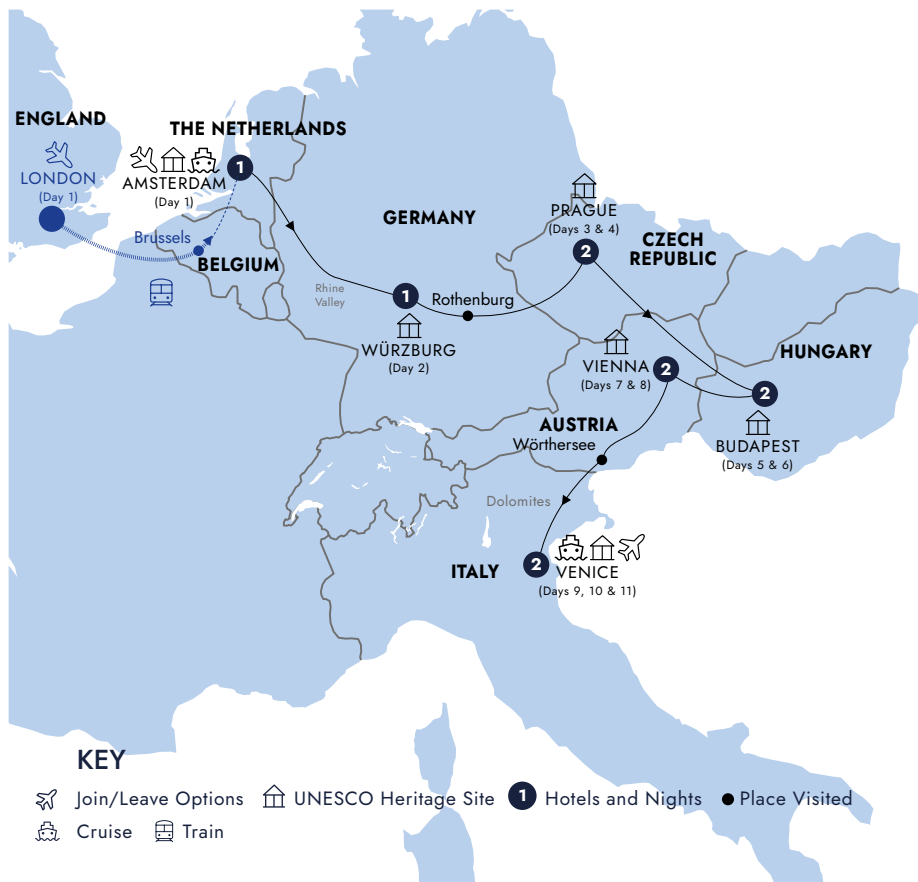 ENGLAND
LONDON
(Day 1)
THE NETHERLANDS
AMSTERDAM
(Day 1)
1
Brussels
BELGIUM
GERMANY
Rhine
Valley
1
WÜRZBURG
(Day 2)
Rothenburg
PRAGUE
(Days 3 & 4)
2
CZECH
REPUBLIC
HUNGARY
VIENNA
(Days 7 & 8)
2
2
BUDAPEST
(Days 5 & 6)
AUSTRIA
Wörthersee
Dolomites
ITALY
2
VENICE
(Days 9, 10 & 11)
KEY
Join/Leave Options
UNESCO Heritage Site
1
Hotels and Nights
Place Visited
Cruise
Train